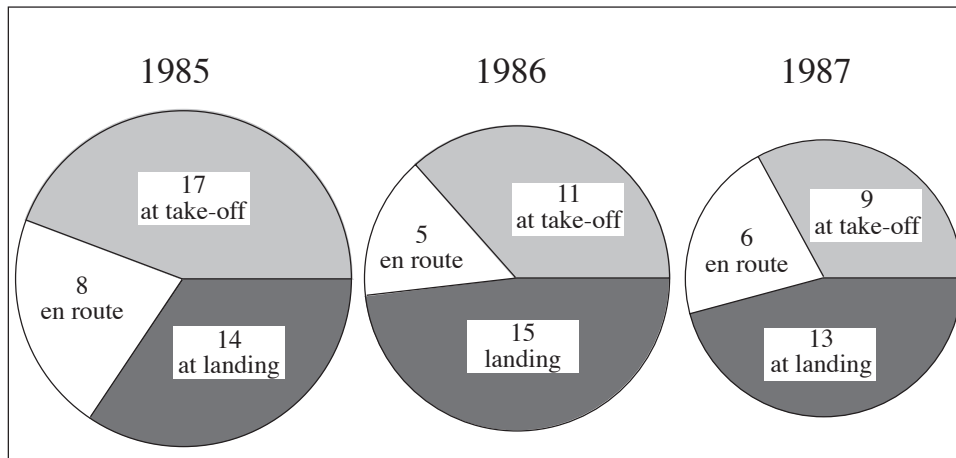 1985
17
at take-off
8
en route
14
at landing
1986
11
at take-off
5
en route
15
landing
1987
9
at take-off
6
en route
13
at landing